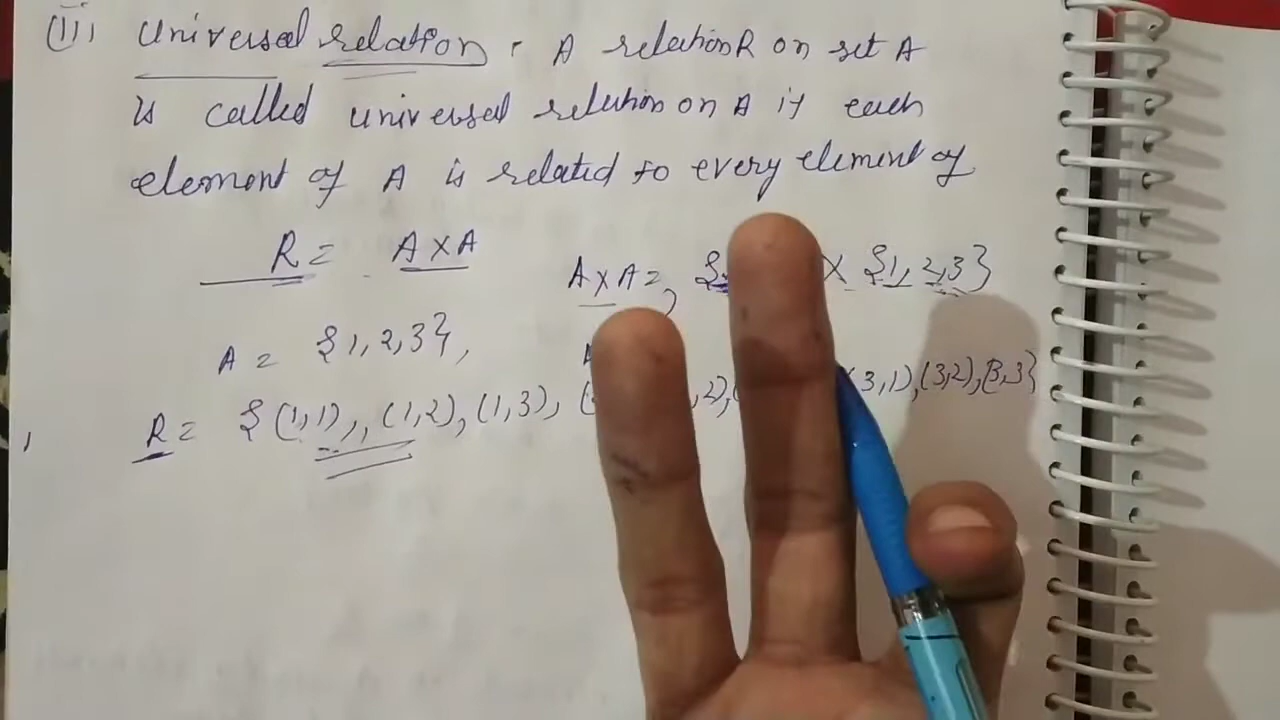 (ii) Universal relation : A relation R on set A
is called universal relation on A if each
element of A is related to every element of
R = A × A
A × A = { × {1, 2, 3}
A = {1, 2, 3},
R = {(1,1), (1,2), (1,3), ( ,2), (3,1), (3,2), (3,3}